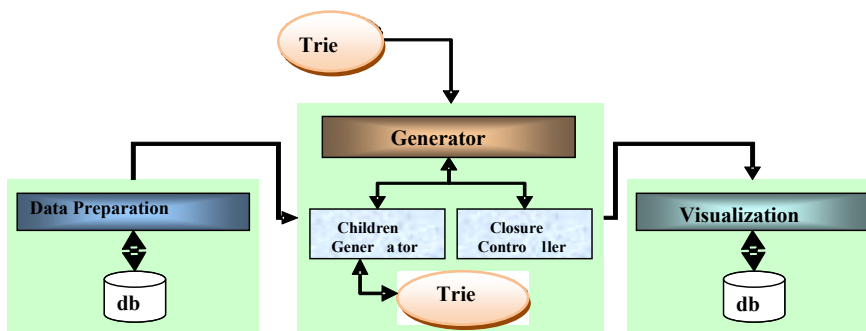 Trie
Generator
Data Preparation
Children
Gener ator
Closure
Contro ller
Visualization
db
Trie
db